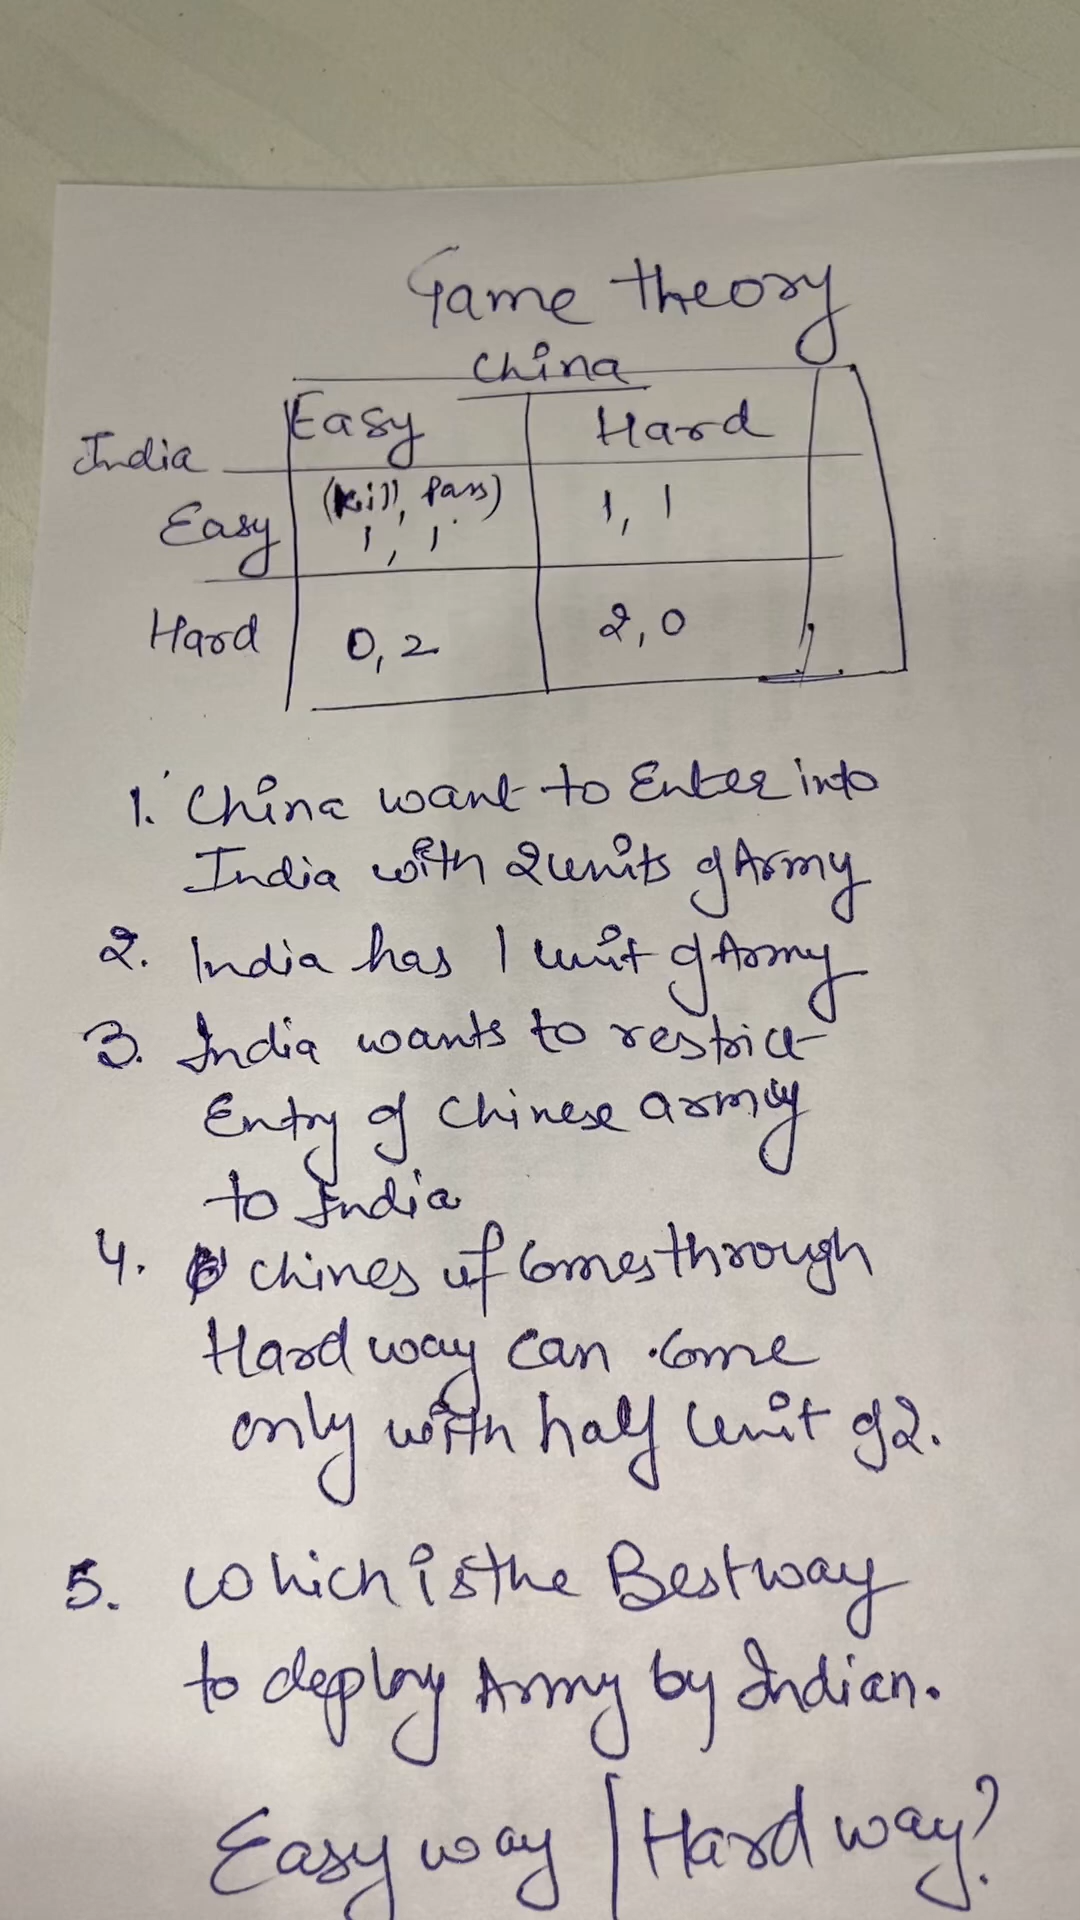 Game theory
China
India Easy Hard
Easy (Kill, Pass) 1, 1
1, 1
Hard 0, 2 2, 0
1. China want to Enter into
India with 2 units of Army
2. India has 1 unit of Army
3. India wants to restrict
Entry of Chinese army
to India
4. Chines if Comes through
Hard way can come
only with half unit of 2.
5. Which is the Best way
to deploy Army by Indian.
Easy way | Hard way?